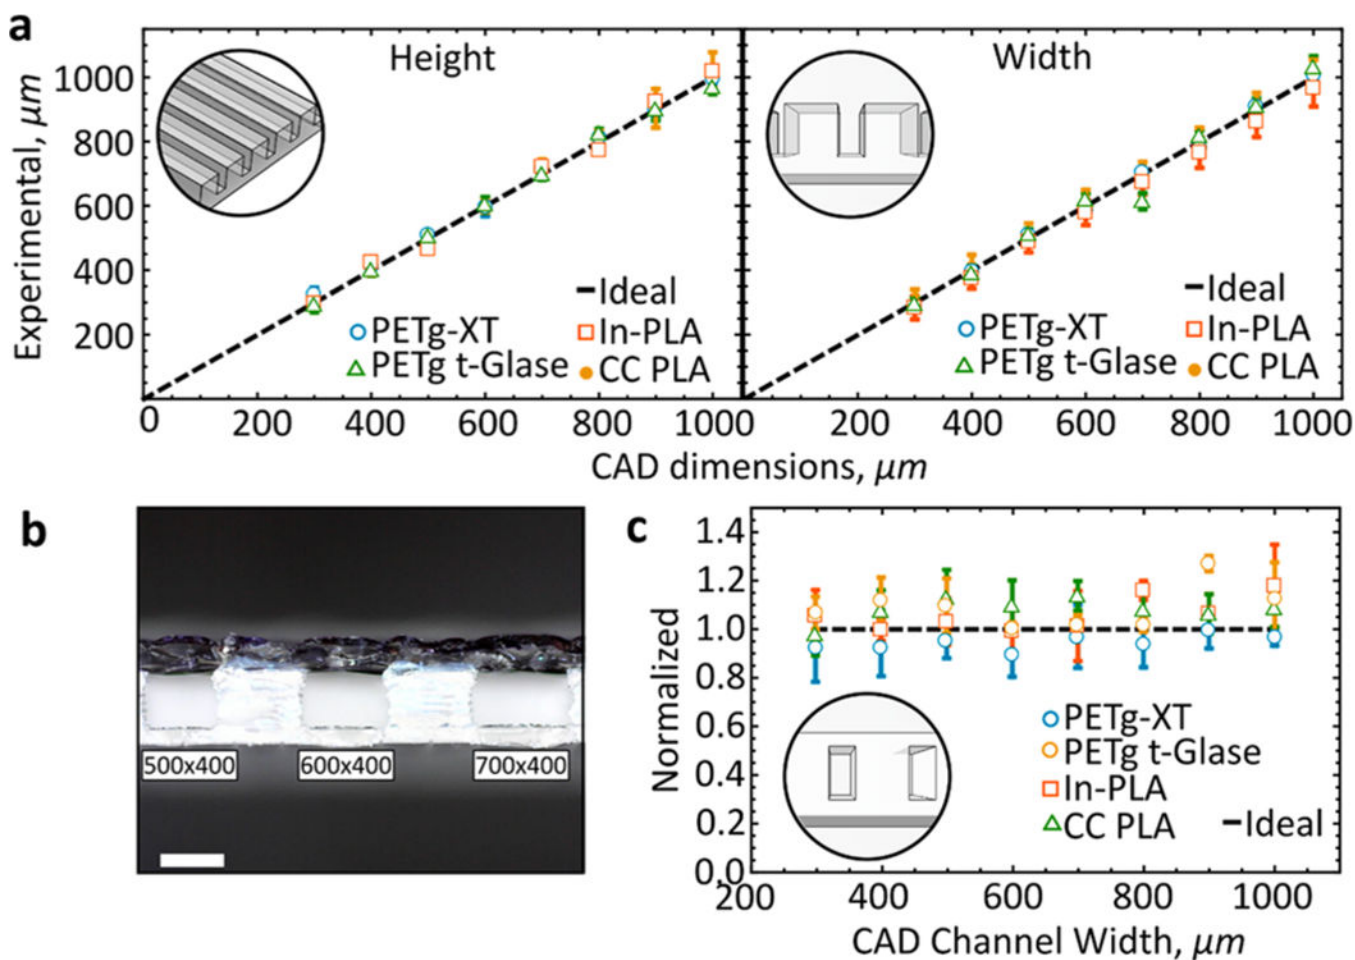 a
Height
Width
Experimental, µm
1000
800
600
400
200
Ideal
PETg-XT
In-PLA
PETg t-Glase
CC PLA
Ideal
PETg-XT
In-PLA
PETg t-Glase
CC PLA
0 200 400 600 800 1000 200 400 600 800 1000
CAD dimensions, µm
b
500x400
600x400
700x400
c
Normalized
1.4
1.2
1.0
0.8
0.6
0.4
0.2
0.0
PETg-XT
PETg t-Glase
In-PLA
CC PLA
Ideal
200 400 600 800 1000
CAD Channel Width, µm